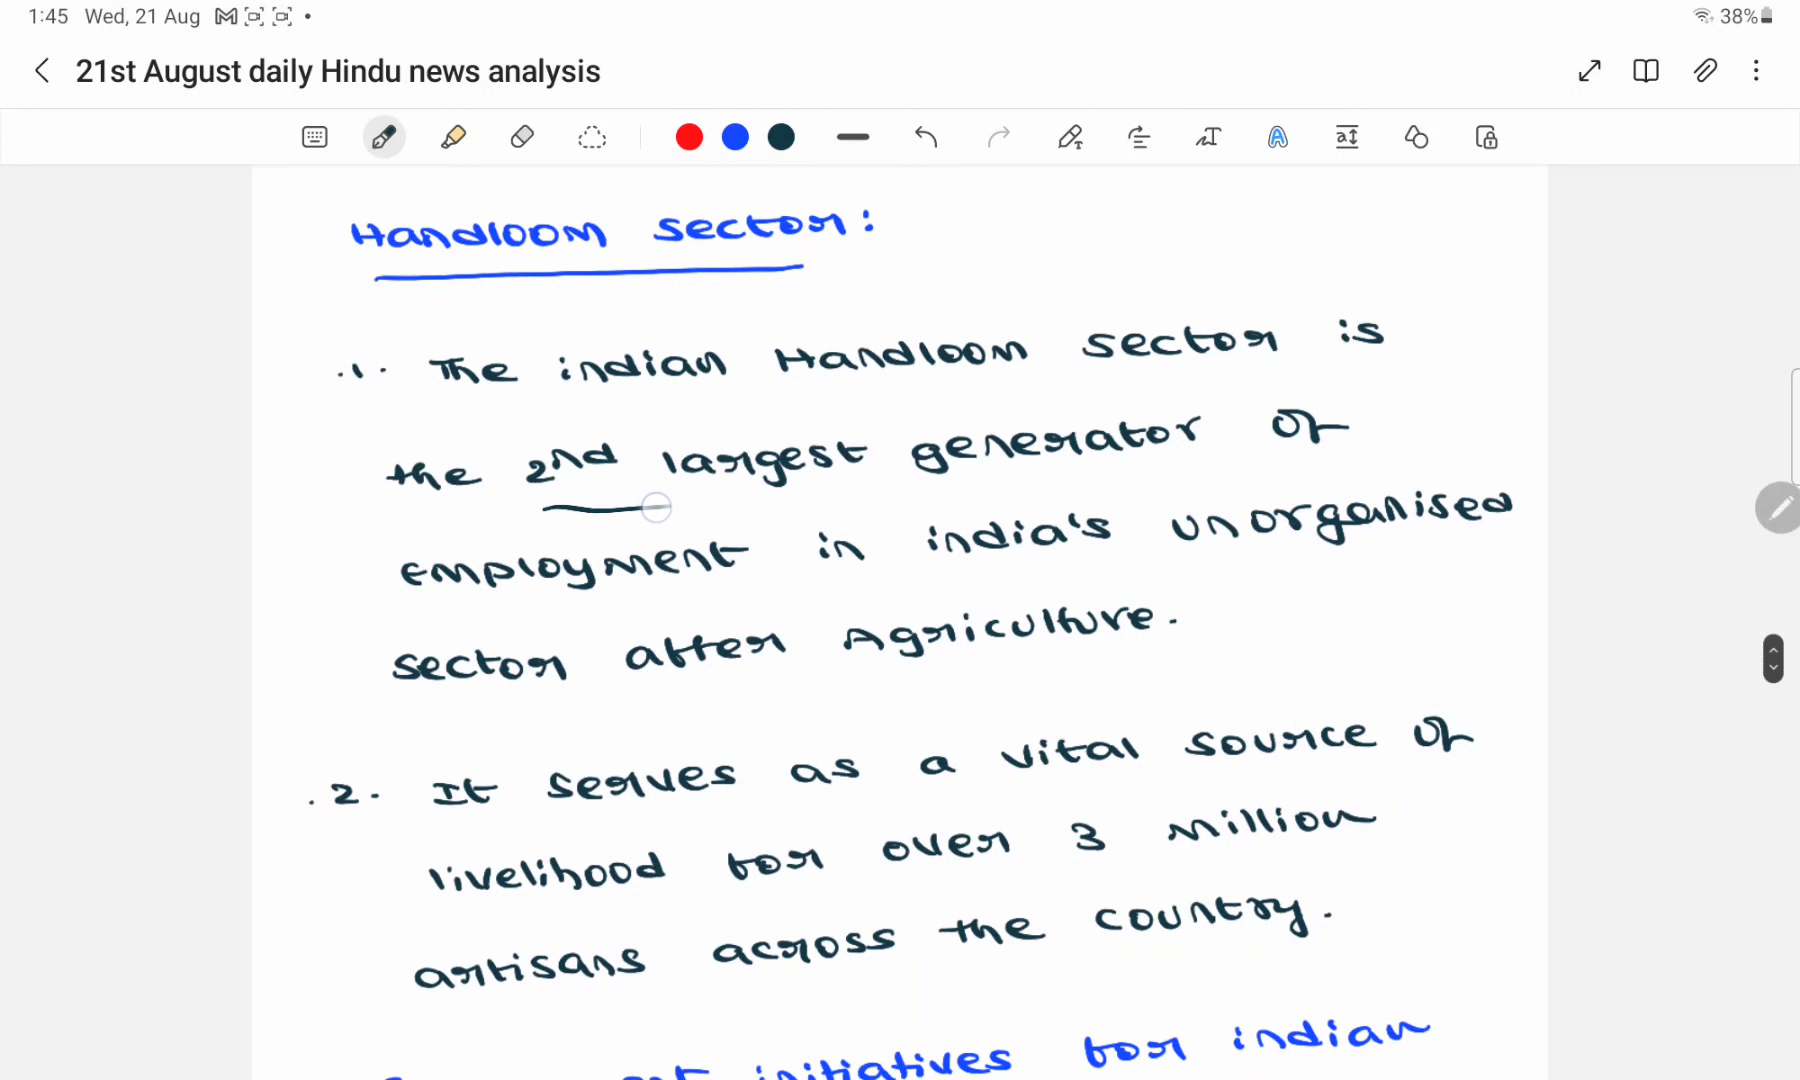 1:45 Wed, 21 Aug
38%
21st August daily Hindu news analysis
Handloom sector:
.1. The indian Handloom sector is
the 2nd largest generator of
employment in india's unorganised
sector after Agriculture.
.2. It serves as a vital source of
livelihood for over 3 million
artisans across the country.
initiatives for indian